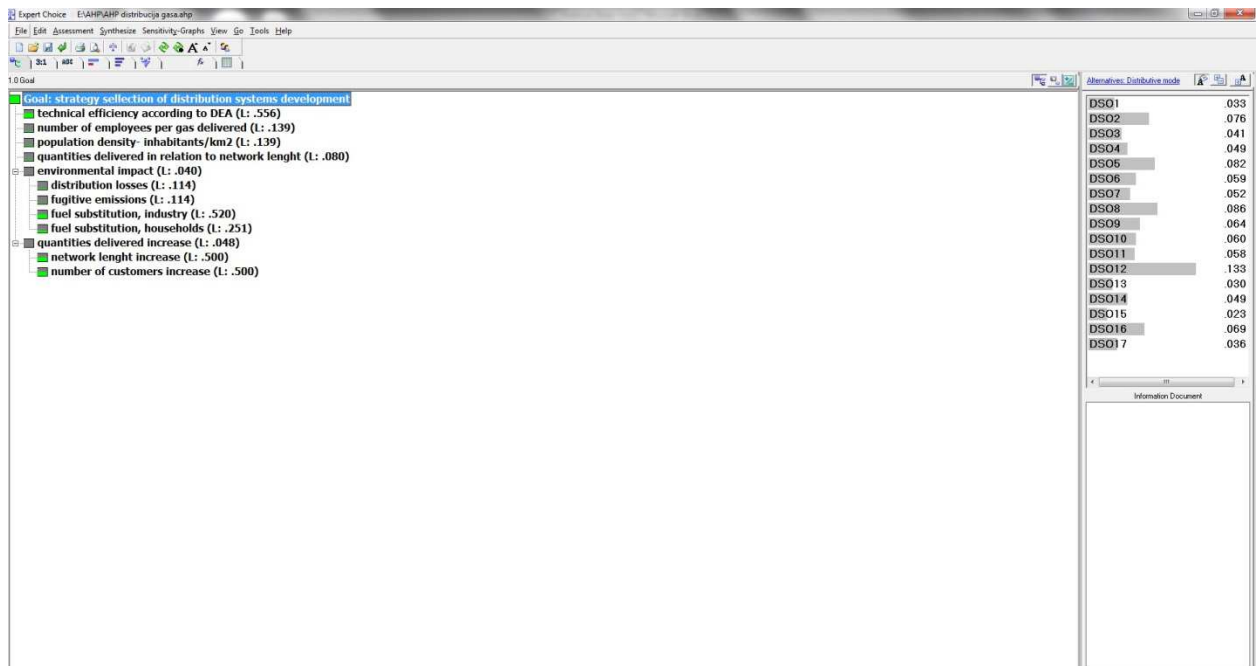 Expert Choice E:\AHP\AHP distribucija gasa.ahp
File Edit Assessment Synthesize Sensitivity-Graphs View Go Tools Help
3:1 ABC
1.0 Goal
Alternatives: Distributive mode
Goal: strategy sellection of distribution systems development
technical efficiency according to DEA (L: .556)
number of employees per gas delivered (L: .139)
population density- inhabitants/km2 (L: .139)
quantities delivered in relation to network lenght (L: .080)
environmental impact (L: .040)
distribution losses (L: .114)
fugitive emissions (L: .114)
fuel substitution, industry (L: .520)
fuel substitution, households (L: .251)
quantities delivered increase (L: .048)
network lenght increase (L: .500)
number of customers increase (L: .500)
DSO1 .033
DSO2 .076
DSO3 .041
DSO4 .049
DSO5 .082
DSO6 .059
DSO7 .052
DSO8 .086
DSO9 .064
DSO10 .060
DSO11 .058
DSO12 .133
DSO13 .030
DSO14 .049
DSO15 .023
DSO16 .069
DSO17 .036
Information Document